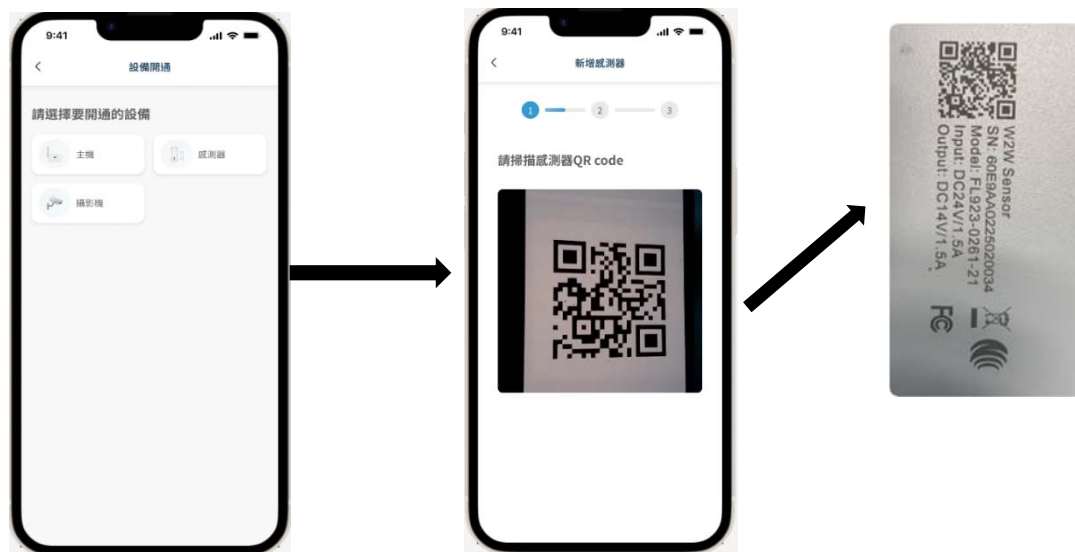 9:41
設備開通
請選擇要開通的設備
主機
感測器
攝影機
9:41
新增感測器
1
2
3
請掃描感測器QR code
W2W Sensor
SN: 60E9AA0225020034
Model: FL923-0261-21
Input: DC24V/1.5A
Output: DC14V/1.5A
FC